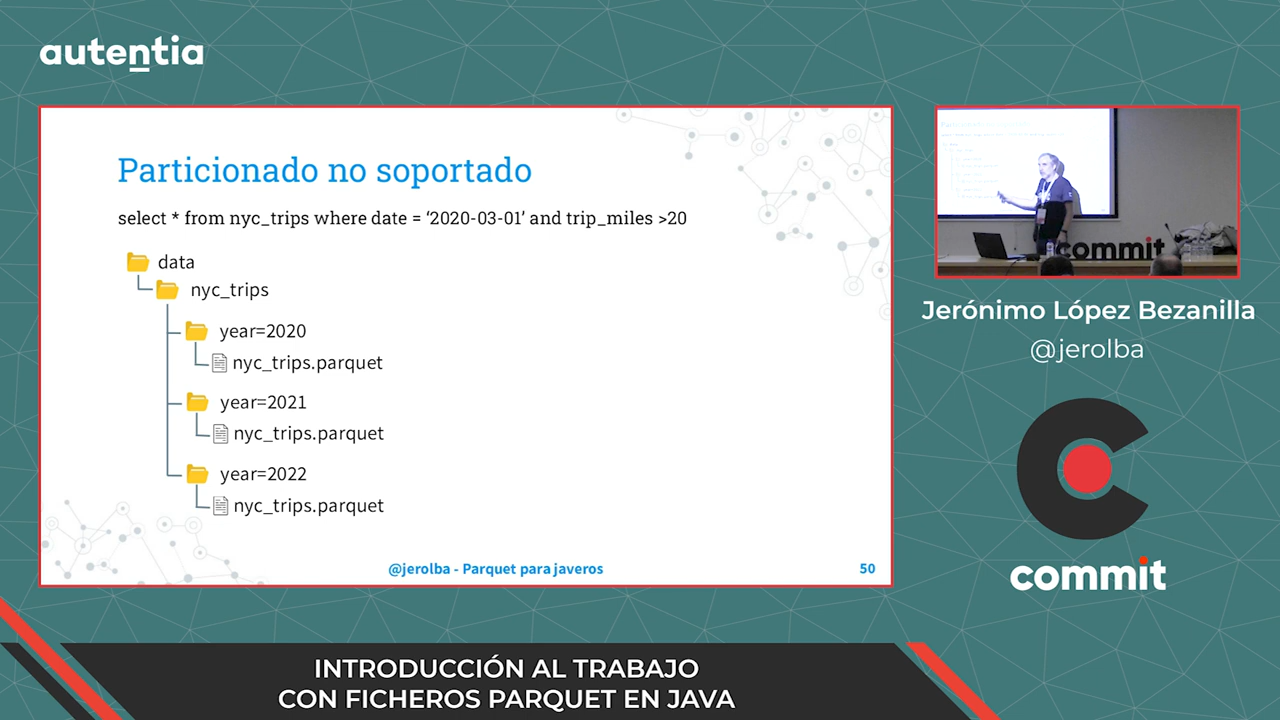 autentia
Particionado no soportado
select * from nyc_trips where date = ‘2020-03-01’ and trip_miles >20
data
nyc_trips
year=2020
nyc_trips.parquet
year=2021
nyc_trips.parquet
year=2022
nyc_trips.parquet
@jerolba - Parquet para javeros
50
commit
Jerónimo López Bezanilla
@jerolba
commit
INTRODUCCIÓN AL TRABAJO
CON FICHEROS PARQUET EN JAVA